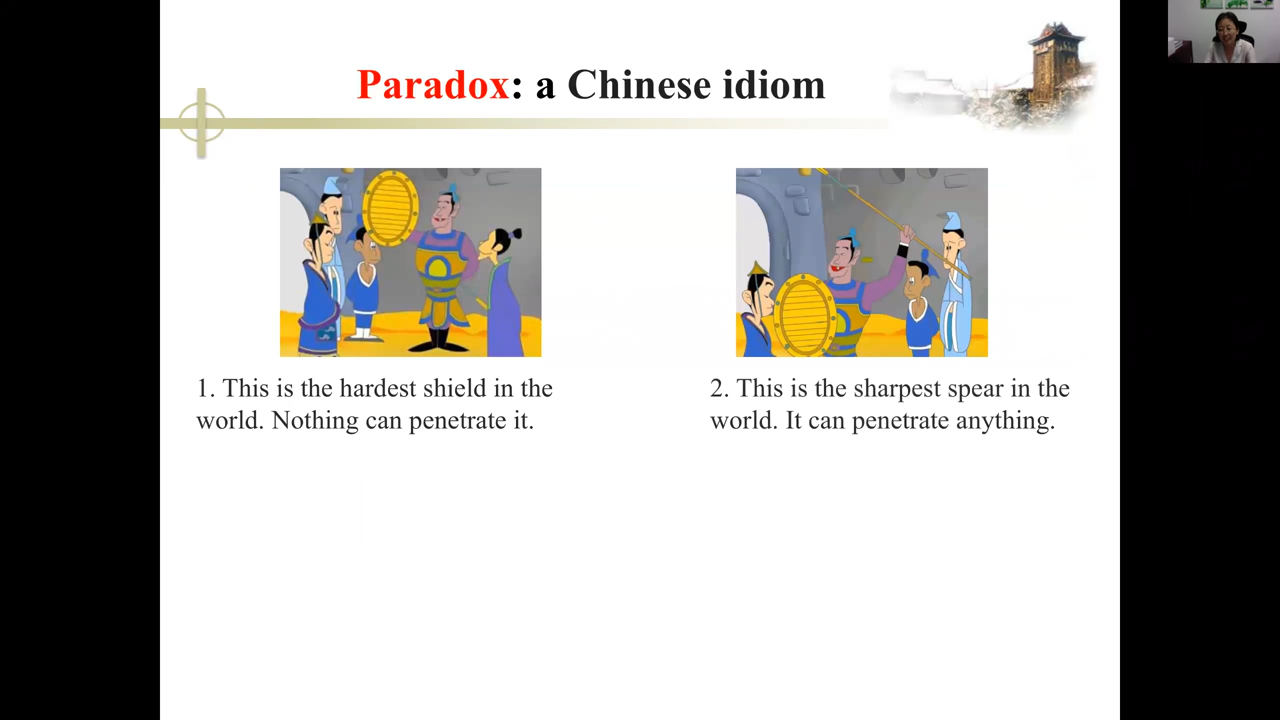 Paradox: a Chinese idiom
1. This is the hardest shield in the
world. Nothing can penetrate it.
2. This is the sharpest spear in the
world. It can penetrate anything.